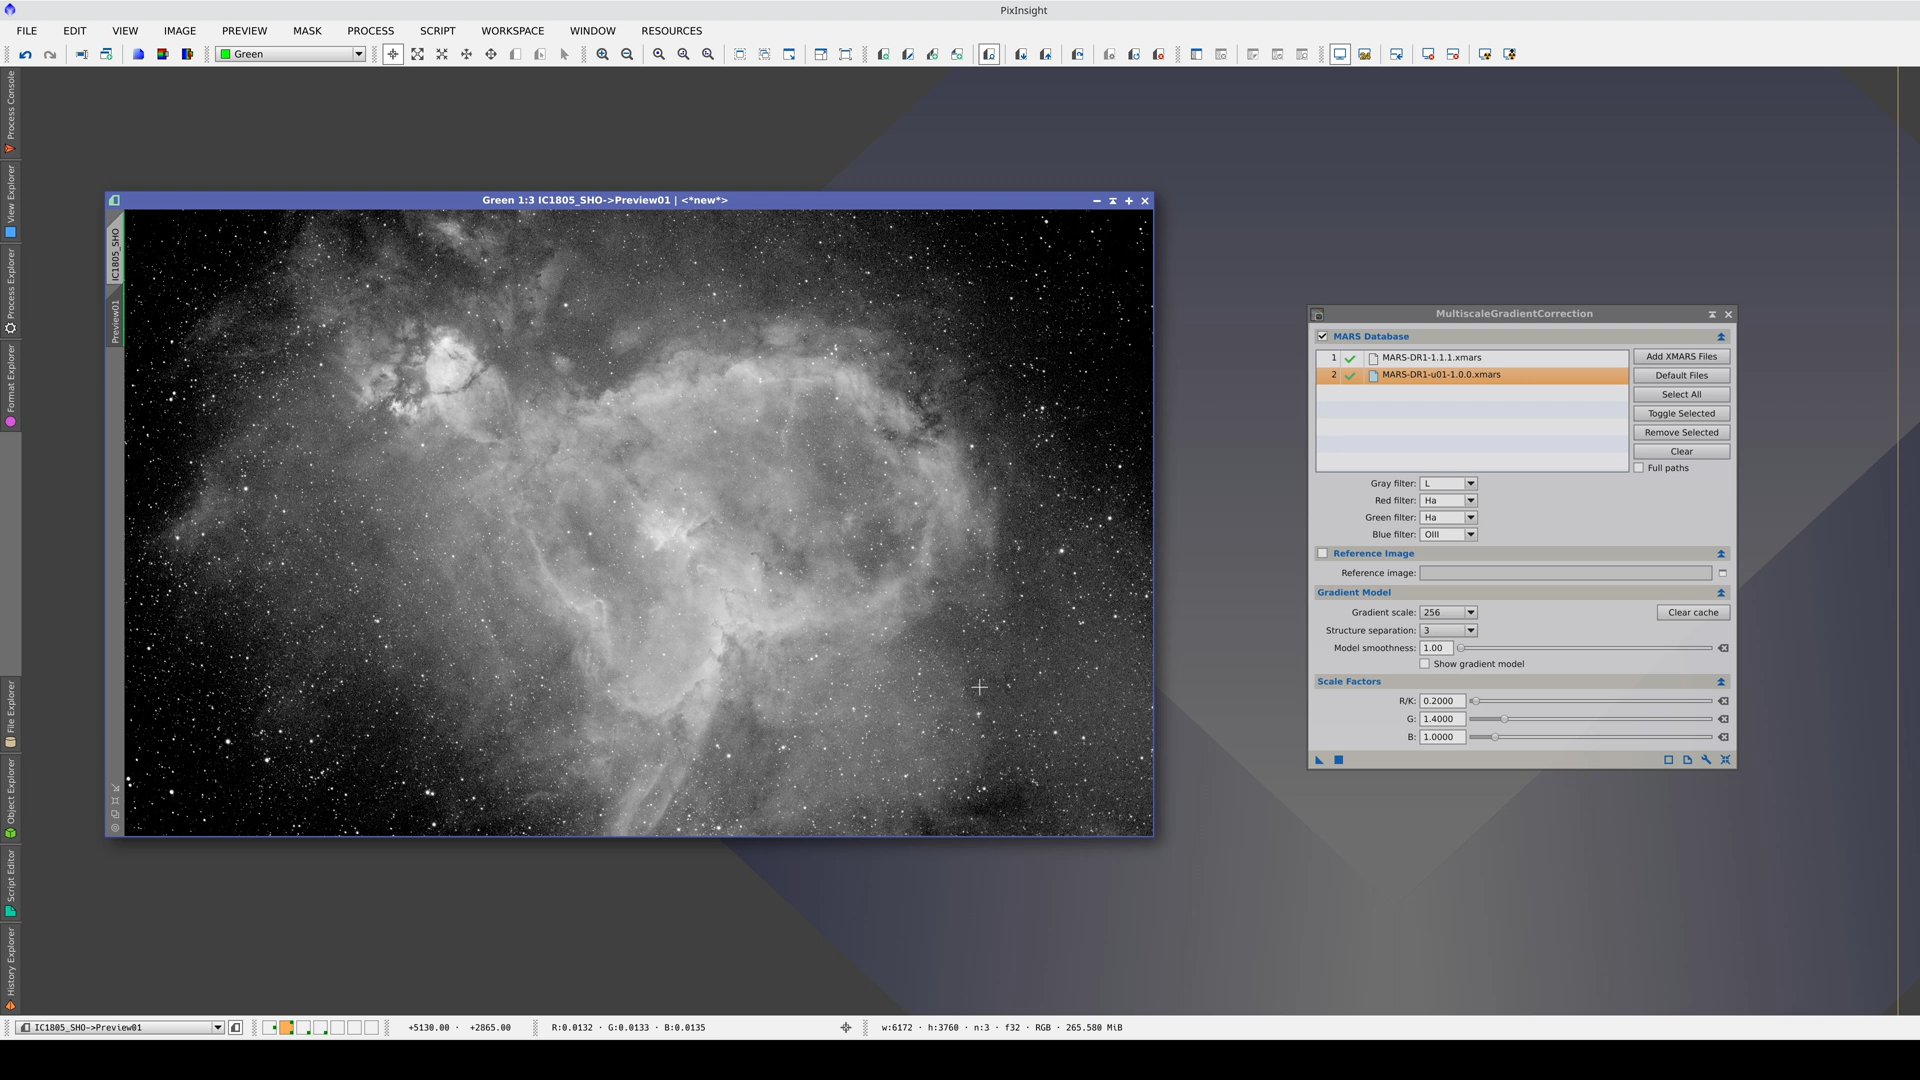 PixInsight
FILE EDIT VIEW IMAGE PREVIEW MASK PROCESS SCRIPT WORKSPACE WINDOW RESOURCES
Green
Process Console
View Explorer
Process Explorer
Format Explorer
File Explorer
Object Explorer
Script Editor
History Explorer
Green 1:3 IC1805_SHO->Preview01 | <*new*>
IC1805_SHO
Preview01
MultiscaleGradientCorrection
MARS Database
1 MARS-DR1-1.1.1.xmars
2 MARS-DR1-u01-1.0.0.xmars
Add XMARS Files
Default Files
Select All
Toggle Selected
Remove Selected
Clear
Full paths
Gray filter: L
Red filter: Ha
Green filter: Ha
Blue filter: OIII
Reference Image
Reference image:
Gradient Model
Gradient scale: 256 Clear cache
Structure separation: 3
Model smoothness: 1.00
Show gradient model
Scale Factors
R/K: 0.2000
G: 1.4000
B: 1.0000
IC1805_SHO->Preview01 +5130.00 · +2865.00 R:0.0132 · G:0.0133 · B:0.0135 w:6172 · h:3760 · n:3 · f32 · RGB · 265.580 MiB